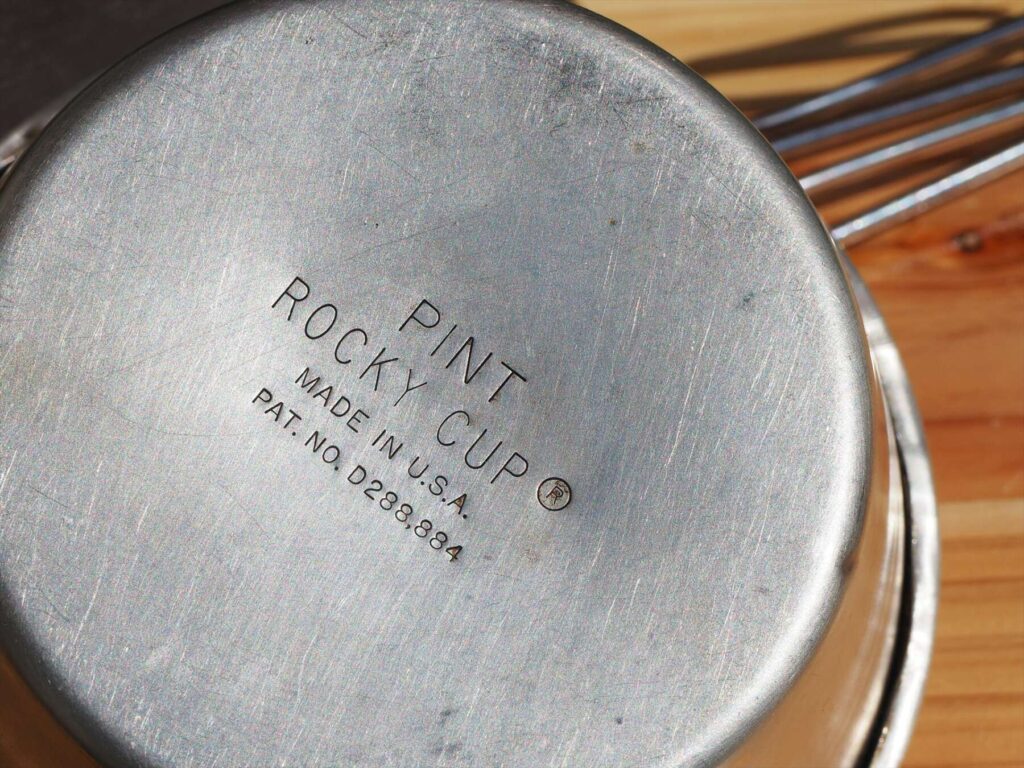 PINT
ROCKY CUP ®
MADE IN U.S.A.
PAT. NO. D288,884